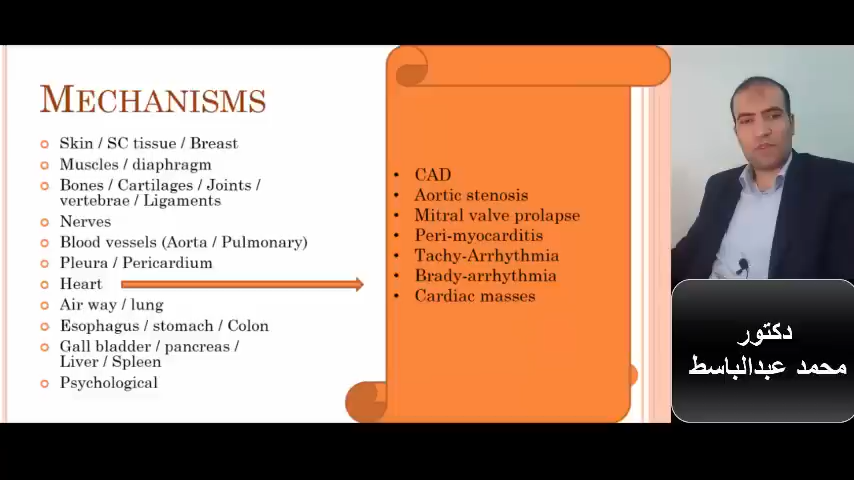 MECHANISMS
Skin / SC tissue / Breast
Muscles / diaphragm
Bones / Cartilages / Joints /
vertebrae / Ligaments
Nerves
Blood vessels (Aorta / Pulmonary)
Pleura / Pericardium
Heart
Air way / lung
Esophagus / stomach / Colon
Gall bladder / pancreas /
Liver / Spleen
Psychological
• CAD
• Aortic stenosis
• Mitral valve prolapse
• Peri-myocarditis
• Tachy-Arrhythmia
• Brady-arrhythmia
• Cardiac masses
دكتور
محمد عبدالباسط